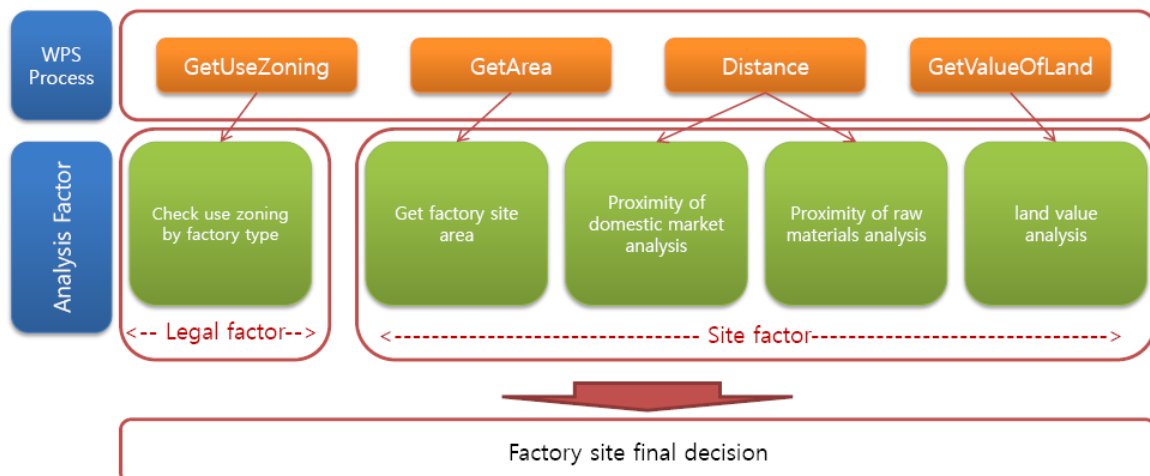 WPS
Process
GetUseZoning
GetArea
Distance
GetValueOfLand
Analysis Factor
Check use zoning
by factory type
Get factory site
area
Proximity of
domestic market
analysis
Proximity of raw
materials analysis
land value
analysis
<-- Legal factor-->
<-------------------------------- Site factor---------------------------------->
Factory site final decision